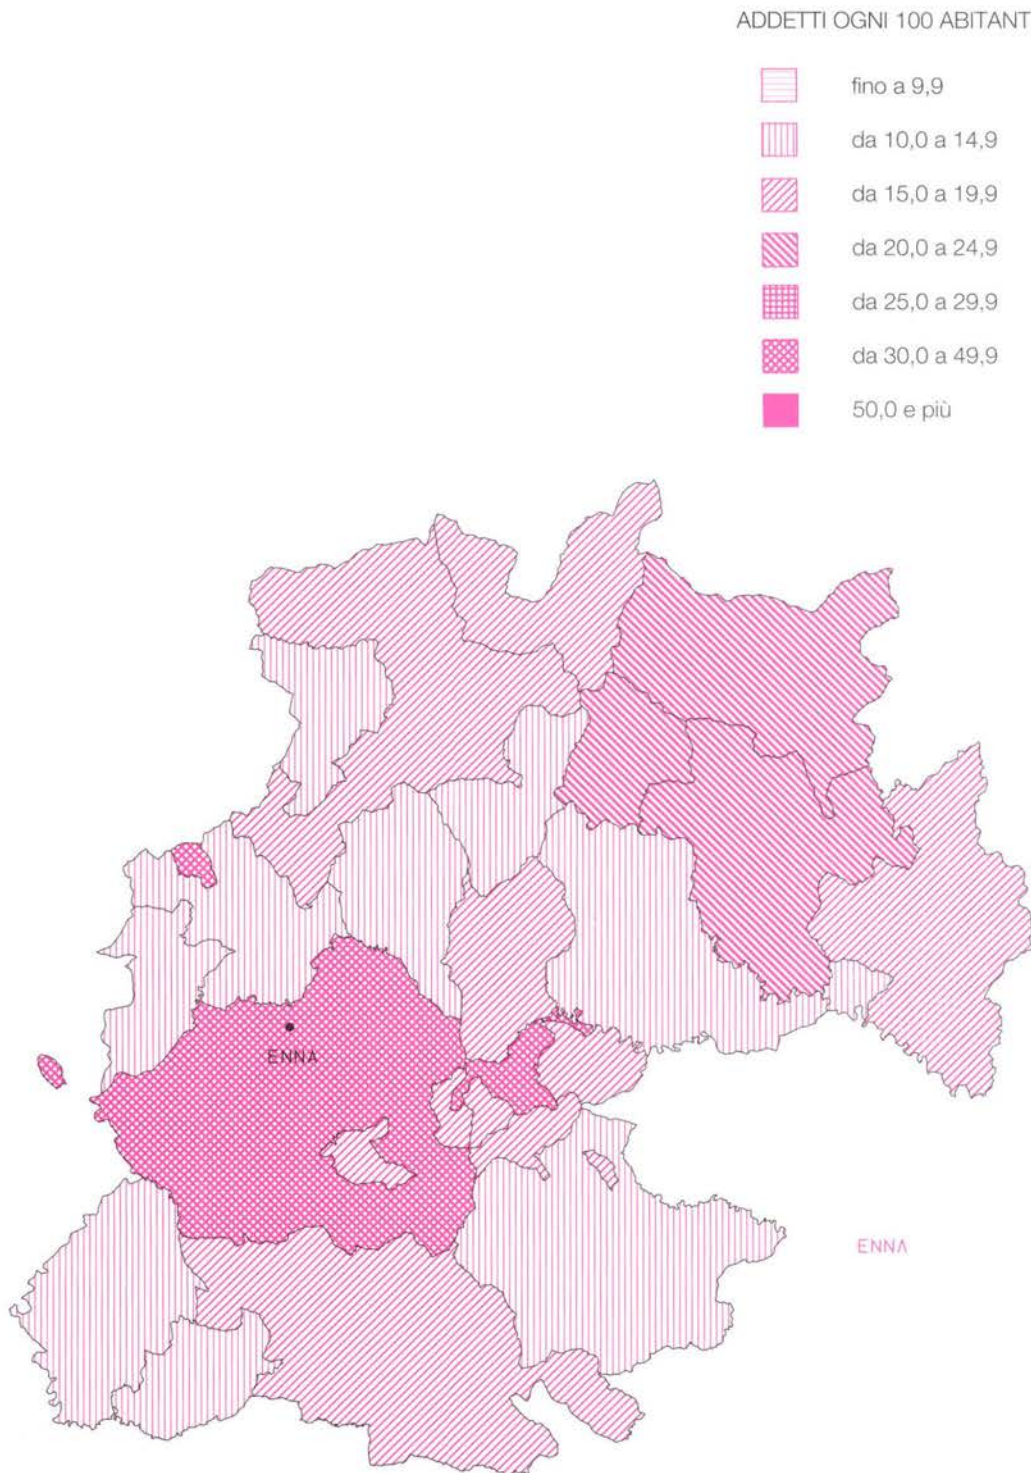 ADDETTI OGNI 100 ABITANT
fino a 9,9
da 10,0 a 14,9
da 15,0 a 19,9
da 20,0 a 24,9
da 25,0 a 29,9
da 30,0 a 49,9
50,0 e più
ENNA
ENNA